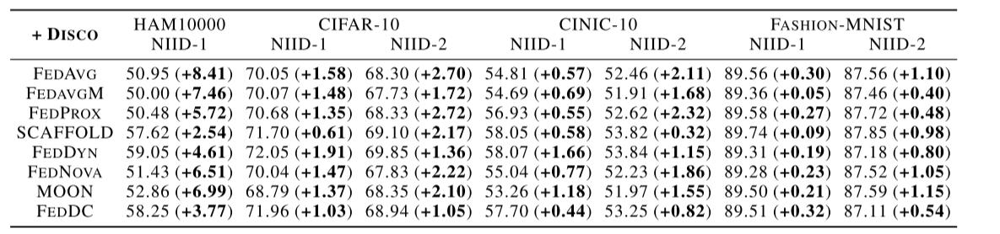 + DISCO HAM10000 CIFAR-10 CINIC-10 FASHION-MNIST
NIID-1 NIID-1 NIID-2 NIID-1 NIID-2 NIID-1 NIID-2
FEDAVG 50.95 (+8.41) 70.05 (+1.58) 68.30 (+2.70) 54.81 (+0.57) 52.46 (+2.11) 89.56 (+0.30) 87.56 (+1.10)
FEDAVGM 50.00 (+7.46) 70.07 (+1.48) 67.73 (+1.72) 54.69 (+0.69) 51.91 (+1.68) 89.36 (+0.05) 87.46 (+0.40)
FEDPROX 50.48 (+5.72) 70.68 (+1.35) 68.33 (+2.72) 56.93 (+0.55) 52.62 (+2.32) 89.58 (+0.27) 87.72 (+0.48)
SCAFFOLD 57.62 (+2.54) 71.70 (+0.61) 69.10 (+2.17) 58.05 (+0.58) 53.82 (+0.32) 89.74 (+0.09) 87.85 (+0.98)
FEDDYN 59.05 (+4.61) 72.05 (+1.91) 69.85 (+1.36) 58.07 (+1.66) 53.84 (+1.15) 89.31 (+0.19) 87.18 (+0.80)
FEDNOVA 51.43 (+6.51) 70.04 (+1.47) 67.83 (+2.22) 55.04 (+0.77) 52.23 (+1.86) 89.28 (+0.23) 87.52 (+1.05)
MOON 52.86 (+6.99) 68.79 (+1.37) 68.35 (+2.10) 53.26 (+1.18) 51.97 (+1.55) 89.50 (+0.21) 87.59 (+1.15)
FEDDC 58.25 (+3.77) 71.96 (+1.03) 68.94 (+1.05) 57.70 (+0.44) 53.25 (+0.82) 89.51 (+0.32) 87.11 (+0.54)